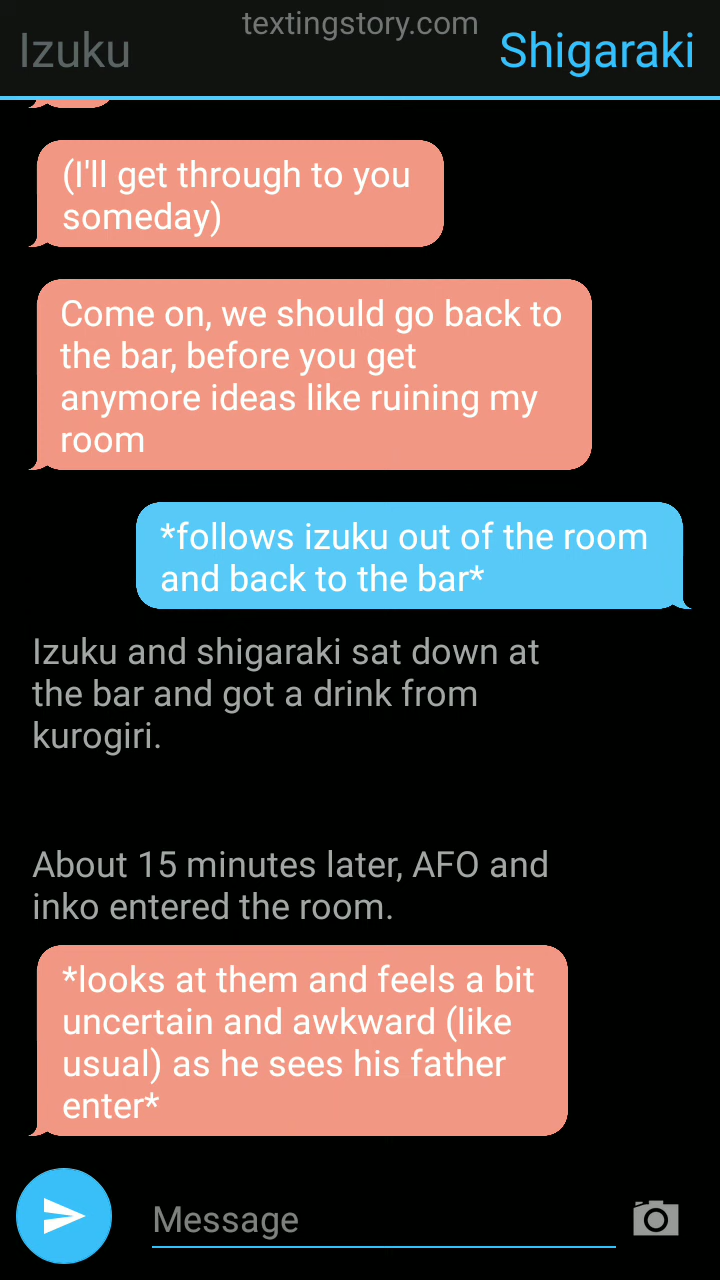 textingstory.com
Izuku
Shigaraki
(I'll get through to you
someday)
Come on, we should go back to
the bar, before you get
anymore ideas like ruining my
room
*follows izuku out of the room
and back to the bar*
Izuku and shigaraki sat down at
the bar and got a drink from
kurogiri.
About 15 minutes later, AFO and
inko entered the room.
*looks at them and feels a bit
uncertain and awkward (like
usual) as he sees his father
enter*
Message